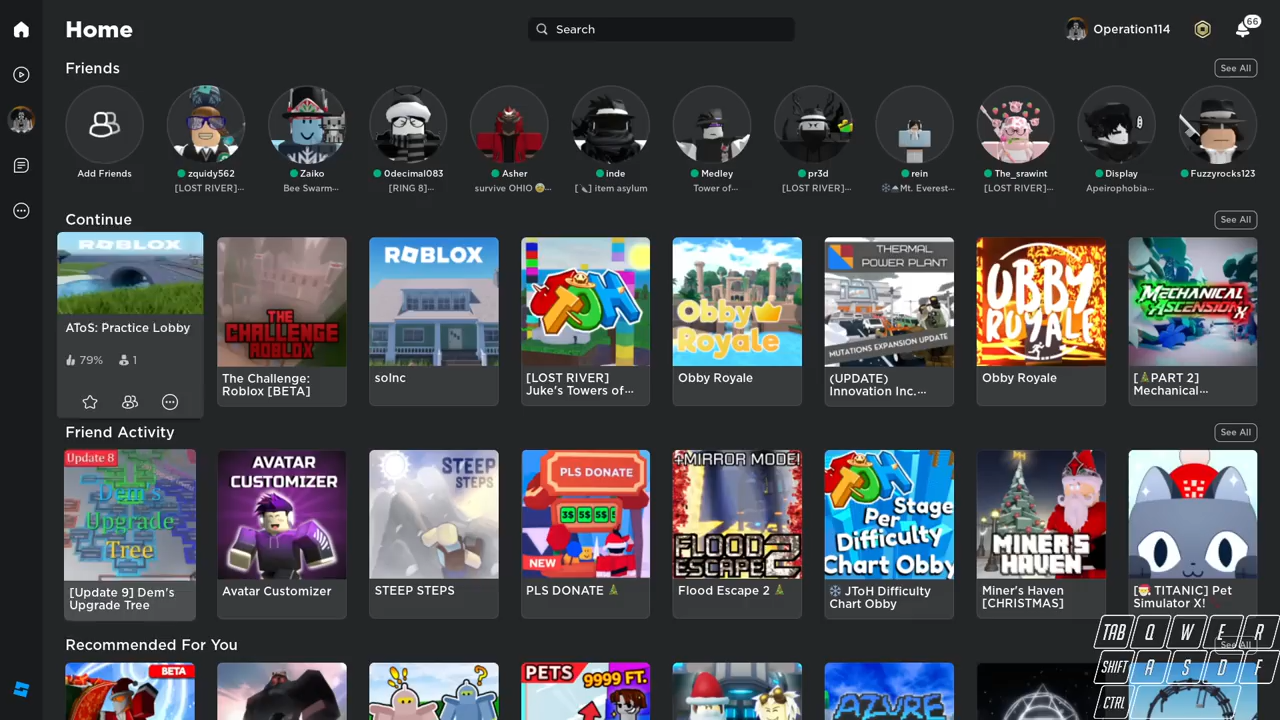 Home
Search
Operation114
66
Friends
See All
Add Friends
zquidy562
[LOST RIVER]...
Zaiko
Bee Swarm...
0decimal083
[RING 8]...
Asher
survive OHIO
inde
[ ] item asylum
Medley
Tower of...
pr3d
[LOST RIVER]...
rein
Mt. Everest...
The_srawint
[LOST RIVER]...
Display
Apeirophobia...
Fuzzyrocks123
Continue
See All
ROBLOX
AToS: Practice Lobby
79%
1
THE
CHALLENGE
ROBLOX
The Challenge:
Roblox [BETA]
ROBLOX
solnc
TOH
[LOST RIVER]
Juke's Towers of...
Obby
Royale
Obby Royale
THERMAL
POWER PLANT
MUTATIONS EXPANSION UPDATE
(UPDATE)
Innovation Inc....
OBBY
ROYALE
Obby Royale
MECHANICAL
ASCENSION X
[🎄PART 2]
Mechanical...
Friend Activity
See All
Update 8
Dem's
Upgrade
Tree
[Update 9] Dem's
Upgrade Tree
AVATAR
CUSTOMIZER
Avatar Customizer
STEEP
STEPS
STEEP STEPS
PLS DONATE
NEW
PLS DONATE 🎄
+MIRROR MODE!
FLOOD
ESCAPE 2
Flood Escape 2 🎄
TOH
Stage
Per
Difficulty
Chart Obby
❄️ JToH Difficulty
Chart Obby
MINER'S
HAVEN
Miner's Haven
[CHRISTMAS]
[🎅 TITANIC] Pet
Simulator X!
Recommended For You
See All
BETA
PETS
9999 FT.
AZURE
TAB
Q
W
E
R
SHIFT
A
S
D
F
CTRL